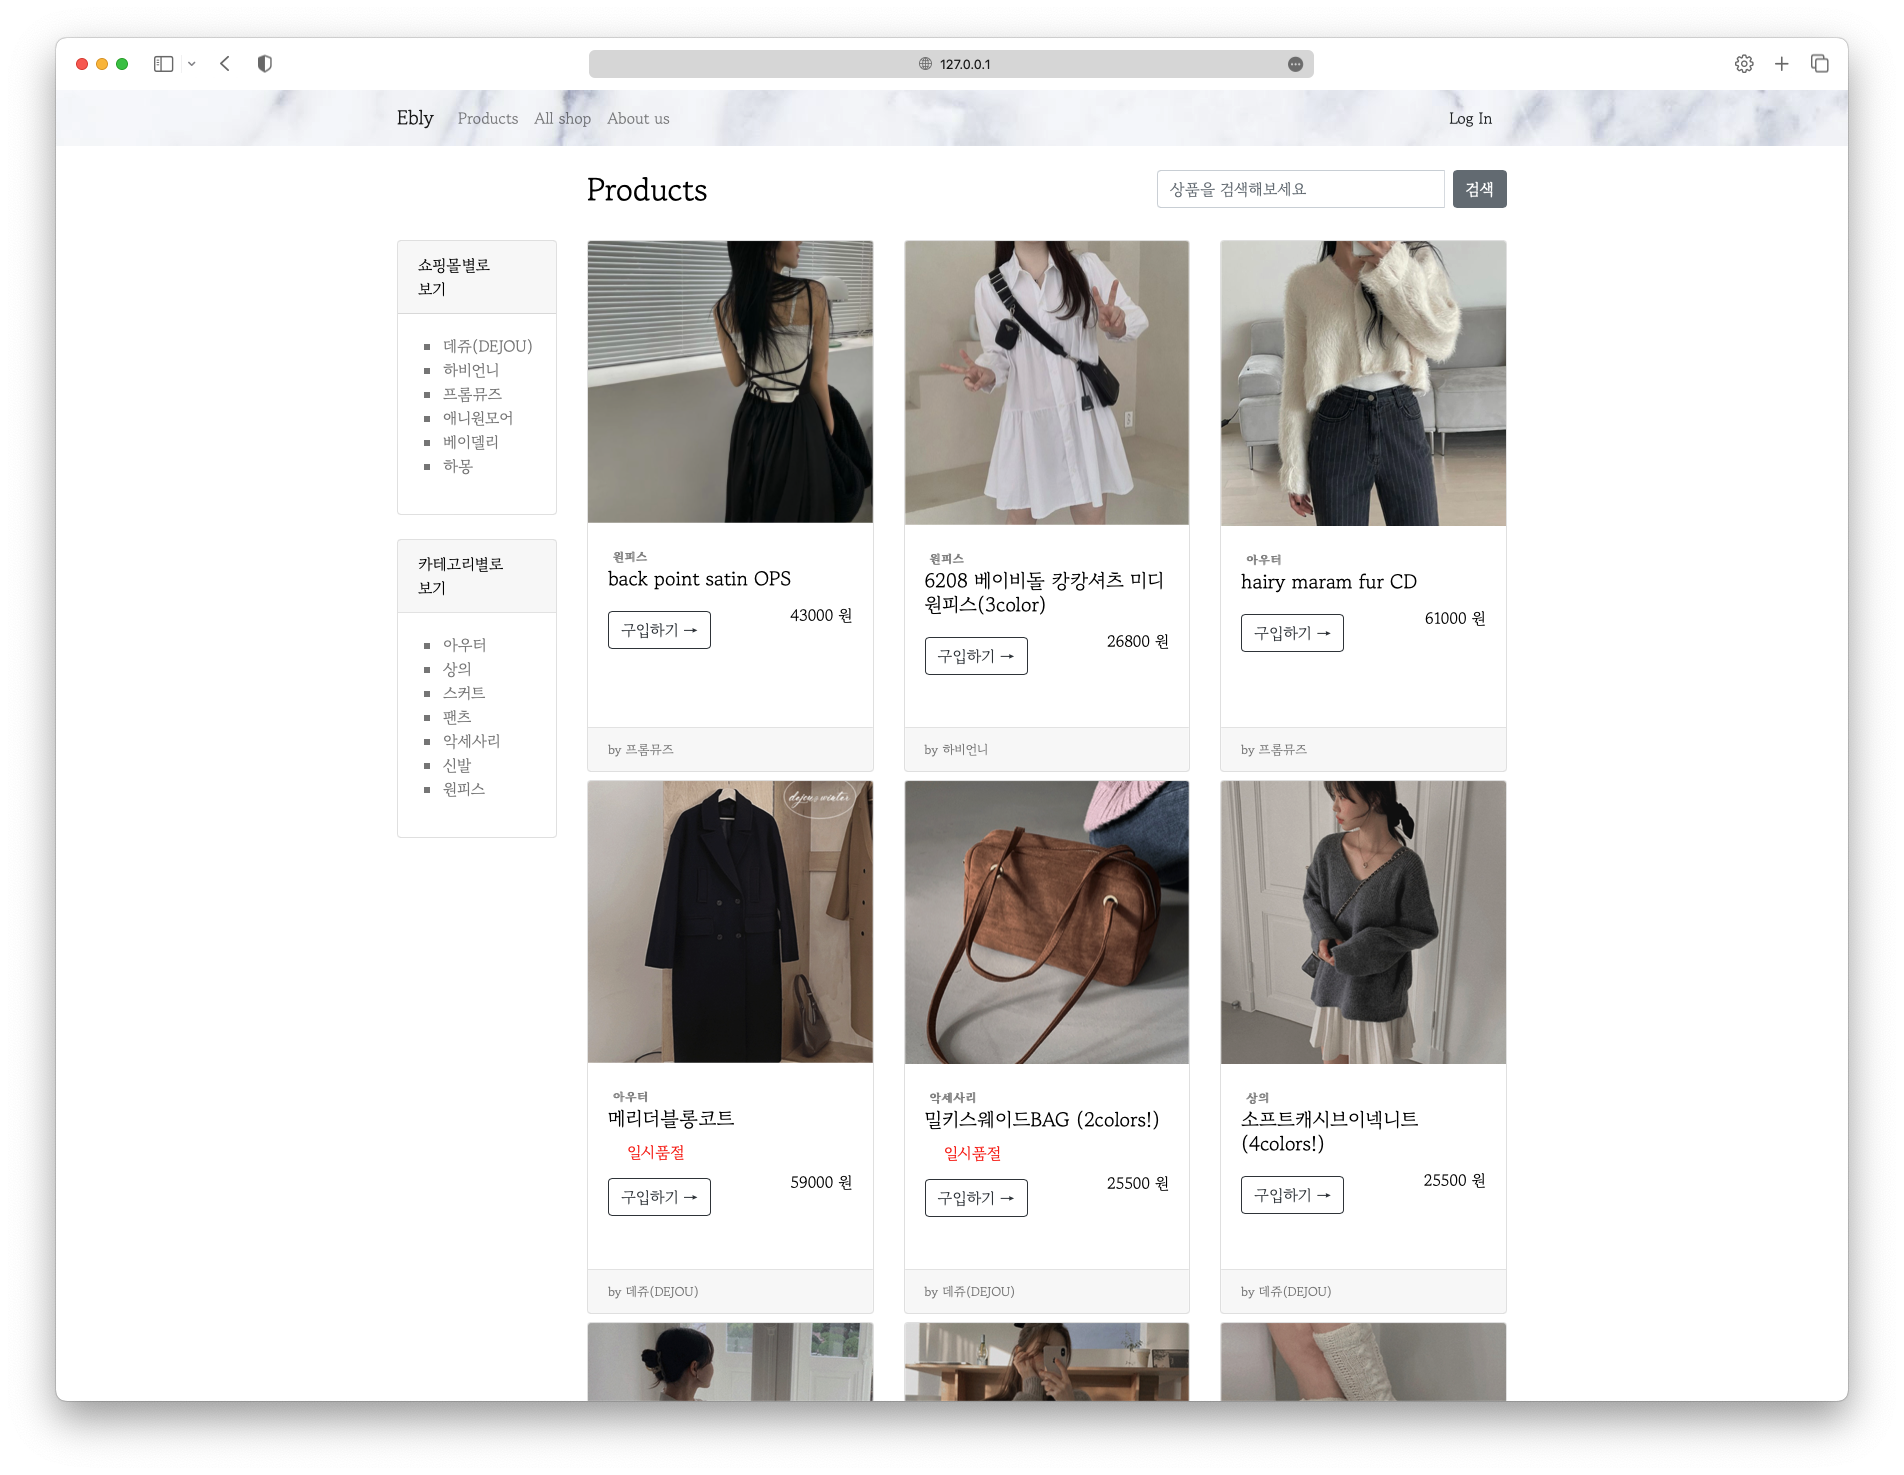 127.0.0.1
Ebly
Products
All shop
About us
Log In
Products
상품을 검색해보세요
검색
쇼핑몰별로
보기
데쥬(DEJOU)
하비언니
프롬뮤즈
애니원모어
베이델리
하몽
카테고리별로
보기
아우터
상의
스커트
팬츠
악세사리
신발
원피스
원피스
back point satin OPS
구입하기 →
43000 원
by 프롬뮤즈
원피스
6208 베이비돌 캉캉셔츠 미디
원피스(3color)
구입하기 →
26800 원
by 하비언니
아우터
hairy maram fur CD
구입하기 →
61000 원
by 프롬뮤즈
dejou winter
아우터
메리더블롱코트
일시품절
구입하기 →
59000 원
by 데쥬(DEJOU)
악세사리
밀키스웨이드BAG (2colors!)
일시품절
구입하기 →
25500 원
by 데쥬(DEJOU)
상의
소프트캐시브이넥니트
(4colors!)
구입하기 →
25500 원
by 데쥬(DEJOU)